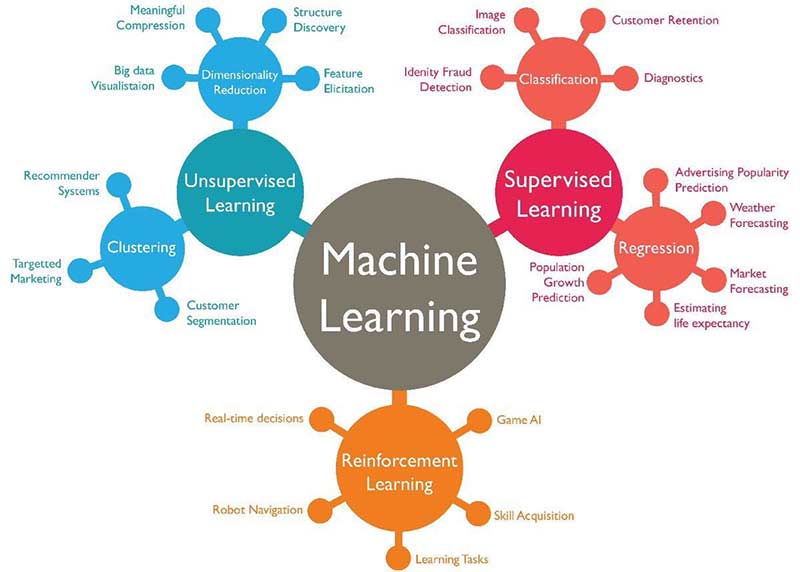 Meaningful
Compression
Structure
Discovery
Big data
Visualistaion
Dimensionality
Reduction
Feature
Elicitation
Unsupervised
Learning
Recommender
Systems
Clustering
Targetted
Marketing
Customer
Segmentation
Image
Classification
Customer Retention
Idenity Fraud
Detection
Classification
Diagnostics
Supervised
Learning
Advertising Popularity
Prediction
Weather
Forecasting
Regression
Population
Growth
Prediction
Market
Forecasting
Estimating
life expectancy
Machine
Learning
Real-time decisions
Game AI
Reinforcement
Learning
Robot Navigation
Skill Acquisition
Learning Tasks